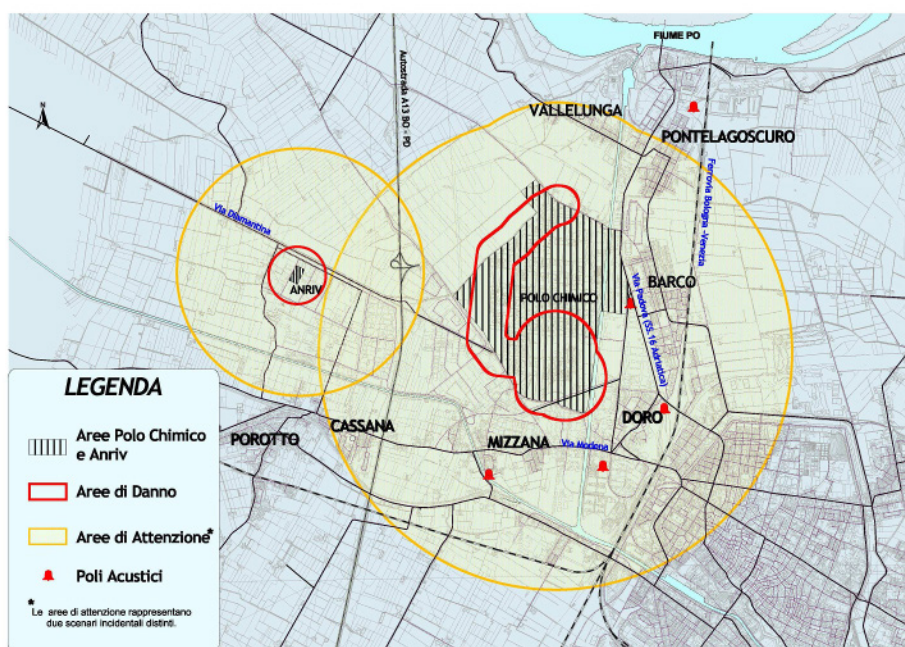 FIUME PO
VALLELUNGA
PONTELAGOSCURO
Autostrada A13 BO - PD
Ferrovia Bologna -Venezia
N
Via Diamantina
ANRIV
POLO CHIMICO
BARCO
Via Padova (SS. 16 Adriatica)
DORO
CASSANA
POROTTO
MIZZANA
Via Modena
LEGENDA
Aree Polo Chimico
e Anriv
Aree di Danno
Aree di Attenzione*
Poli Acustici
*
Le aree di attenzione rappresentano
due scenari incidentali distinti.